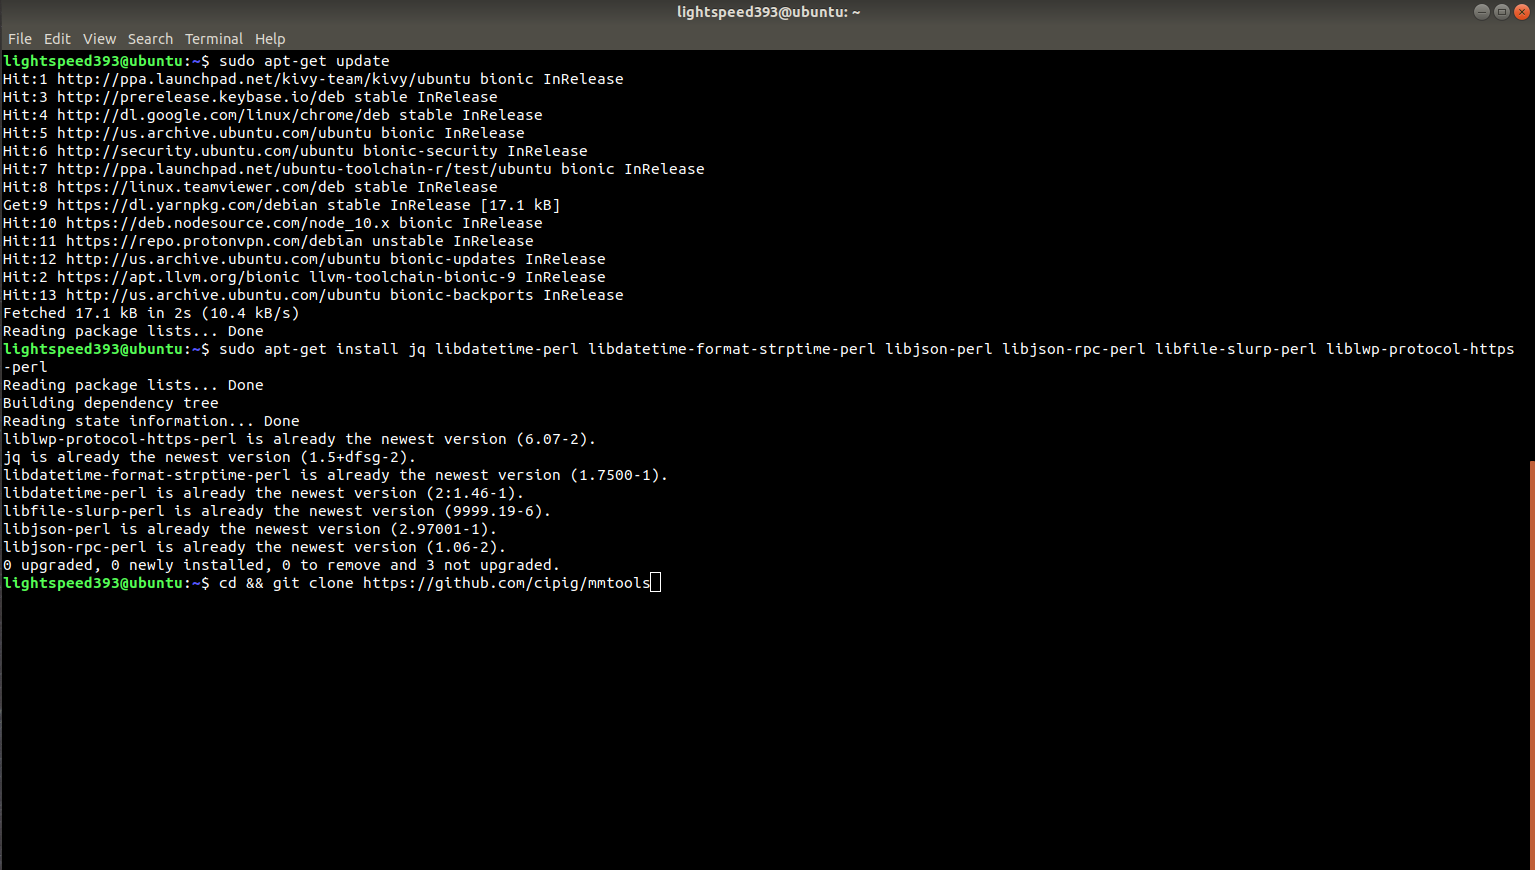 lightspeed393@ubuntu: ~
File Edit View Search Terminal Help
lightspeed393@ubuntu:~$ sudo apt-get update
Hit:1 http://ppa.launchpad.net/kivy-team/kivy/ubuntu bionic InRelease
Hit:3 http://prerelease.keybase.io/deb stable InRelease
Hit:4 http://dl.google.com/linux/chrome/deb stable InRelease
Hit:5 http://us.archive.ubuntu.com/ubuntu bionic InRelease
Hit:6 http://security.ubuntu.com/ubuntu bionic-security InRelease
Hit:7 http://ppa.launchpad.net/ubuntu-toolchain-r/test/ubuntu bionic InRelease
Hit:8 https://linux.teamviewer.com/deb stable InRelease
Get:9 https://dl.yarnpkg.com/debian stable InRelease [17.1 kB]
Hit:10 https://deb.nodesource.com/node_10.x bionic InRelease
Hit:11 https://repo.protonvpn.com/debian unstable InRelease
Hit:12 http://us.archive.ubuntu.com/ubuntu bionic-updates InRelease
Hit:2 https://apt.llvm.org/bionic llvm-toolchain-bionic-9 InRelease
Hit:13 http://us.archive.ubuntu.com/ubuntu bionic-backports InRelease
Fetched 17.1 kB in 2s (10.4 kB/s)
Reading package lists... Done
lightspeed393@ubuntu:~$ sudo apt-get install jq libdatetime-perl libdatetime-format-strptime-perl libjson-perl libjson-rpc-perl libfile-slurp-perl liblwp-protocol-https
-perl
Reading package lists... Done
Building dependency tree
Reading state information... Done
liblwp-protocol-https-perl is already the newest version (6.07-2).
jq is already the newest version (1.5+dfsg-2).
libdatetime-format-strptime-perl is already the newest version (1.7500-1).
libdatetime-perl is already the newest version (2:1.46-1).
libfile-slurp-perl is already the newest version (9999.19-6).
libjson-perl is already the newest version (2.97001-1).
libjson-rpc-perl is already the newest version (1.06-2).
0 upgraded, 0 newly installed, 0 to remove and 3 not upgraded.
lightspeed393@ubuntu:~$ cd && git clone https://github.com/cipig/mmtools